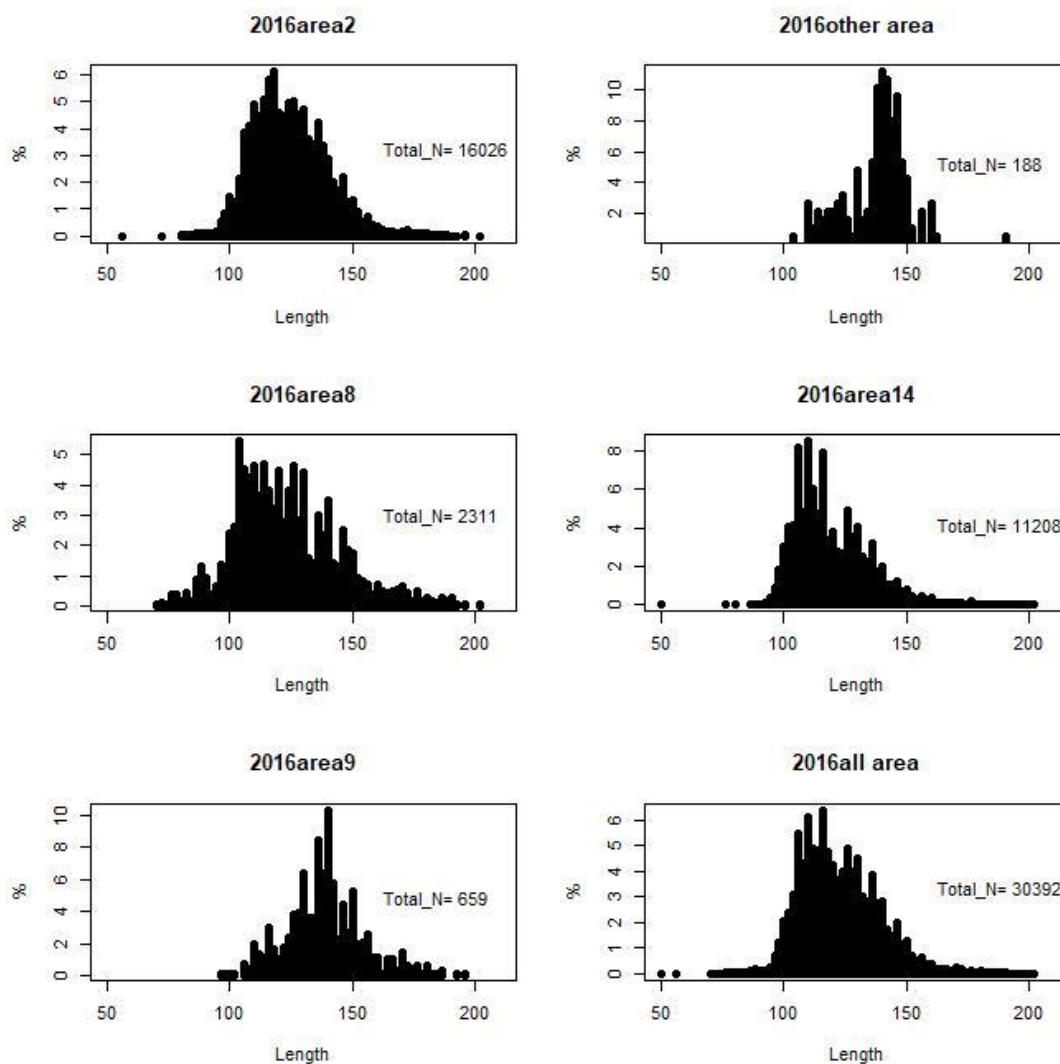 2016area2
%
6
5
4
3
2
1
0
Total_N= 16026
50 100 150 200
Length
2016other area
%
10
8
6
4
2
Total_N= 188
50 100 150 200
Length
2016area8
%
5
4
3
2
1
0
Total_N= 2311
50 100 150 200
Length
2016area14
%
8
6
4
2
0
Total_N= 11208
50 100 150 200
Length
2016area9
%
10
8
6
4
2
0
Total_N= 659
50 100 150 200
Length
2016all area
%
6
5
4
3
2
1
0
Total_N= 30392
50 100 150 200
Length